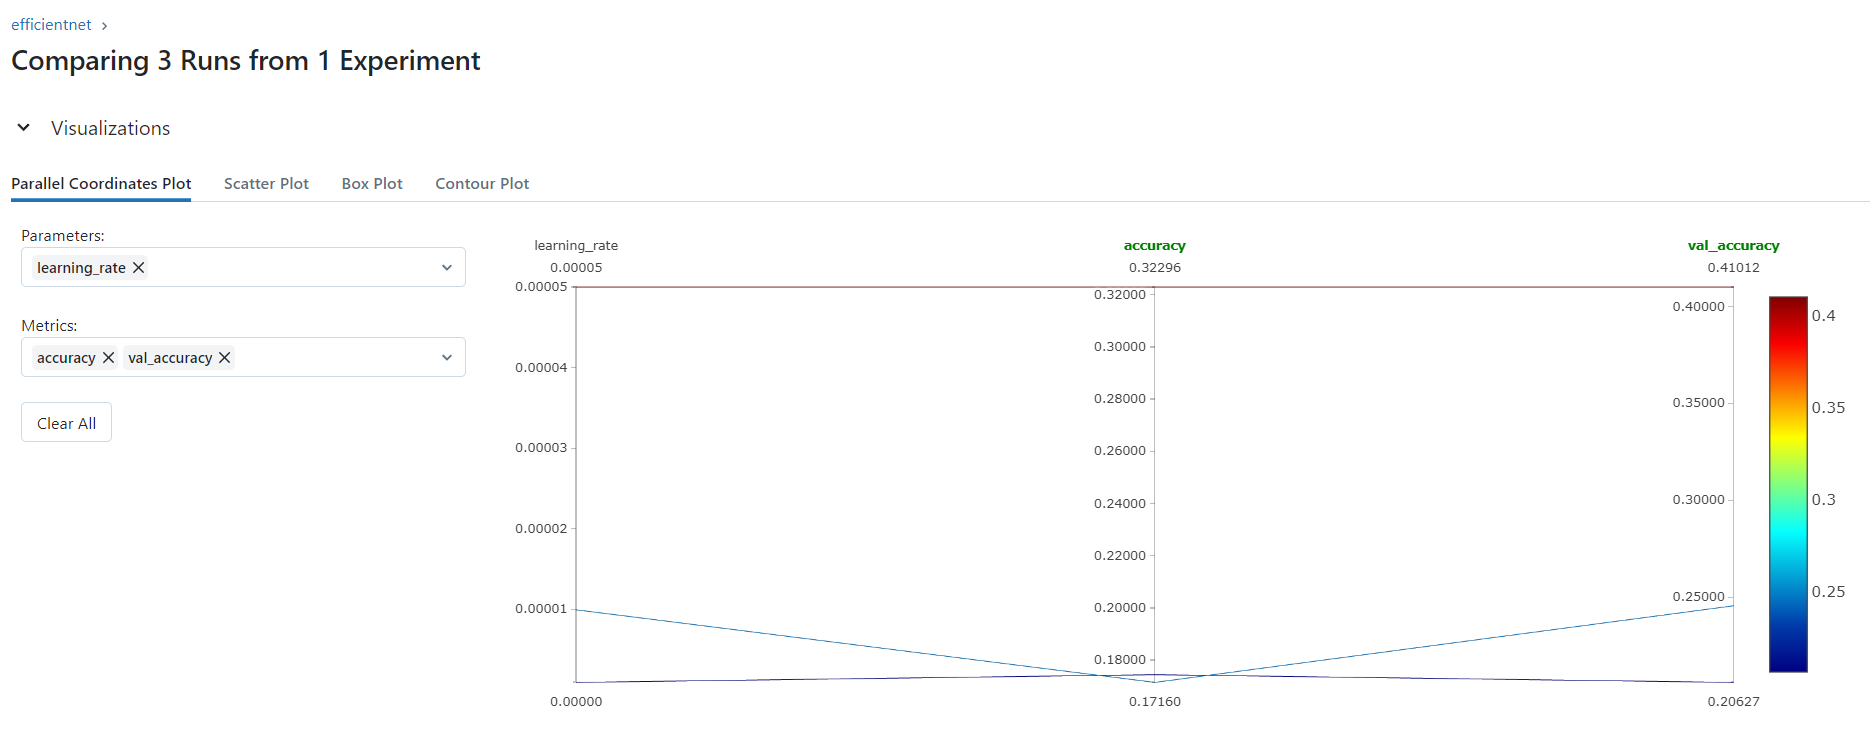 efficientnet
Comparing 3 Runs from 1 Experiment
Visualizations
Parallel Coordinates Plot Scatter Plot Box Plot Contour Plot
Parameters:
learning_rate
Metrics:
accuracy val_accuracy
Clear All
learning_rate accuracy val_accuracy
0.00005 0.32296 0.41012
0.00005
0.00004
0.00003
0.00002
0.00001
0.00000
0.32000
0.30000
0.28000
0.26000
0.24000
0.22000
0.20000
0.18000
0.17160
0.40000
0.35000
0.30000
0.25000
0.20627
0.4
0.35
0.3
0.25